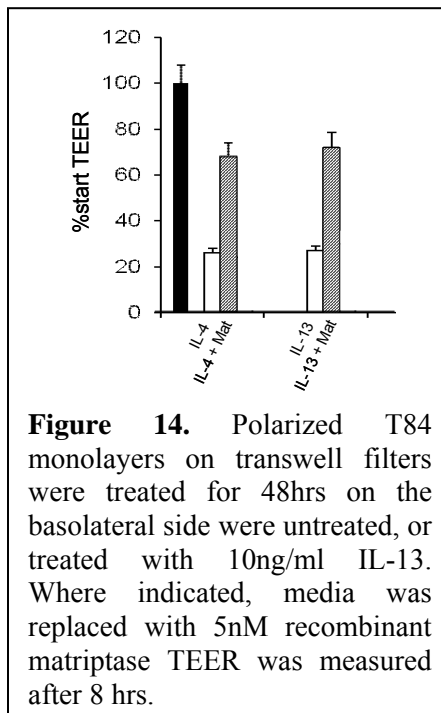 120
100
80
60
40
20
0
%start TEER
IL-4
IL-4 + Mat
IL-13
IL-13 + Mat
Figure 14. Polarized T84
monolayers on transwell filters
were treated for 48hrs on the
basolateral side were untreated, or
treated with 10ng/ml IL-13.
Where indicated, media was
replaced with 5nM recombinant
matriptase TEER was measured
after 8 hrs.